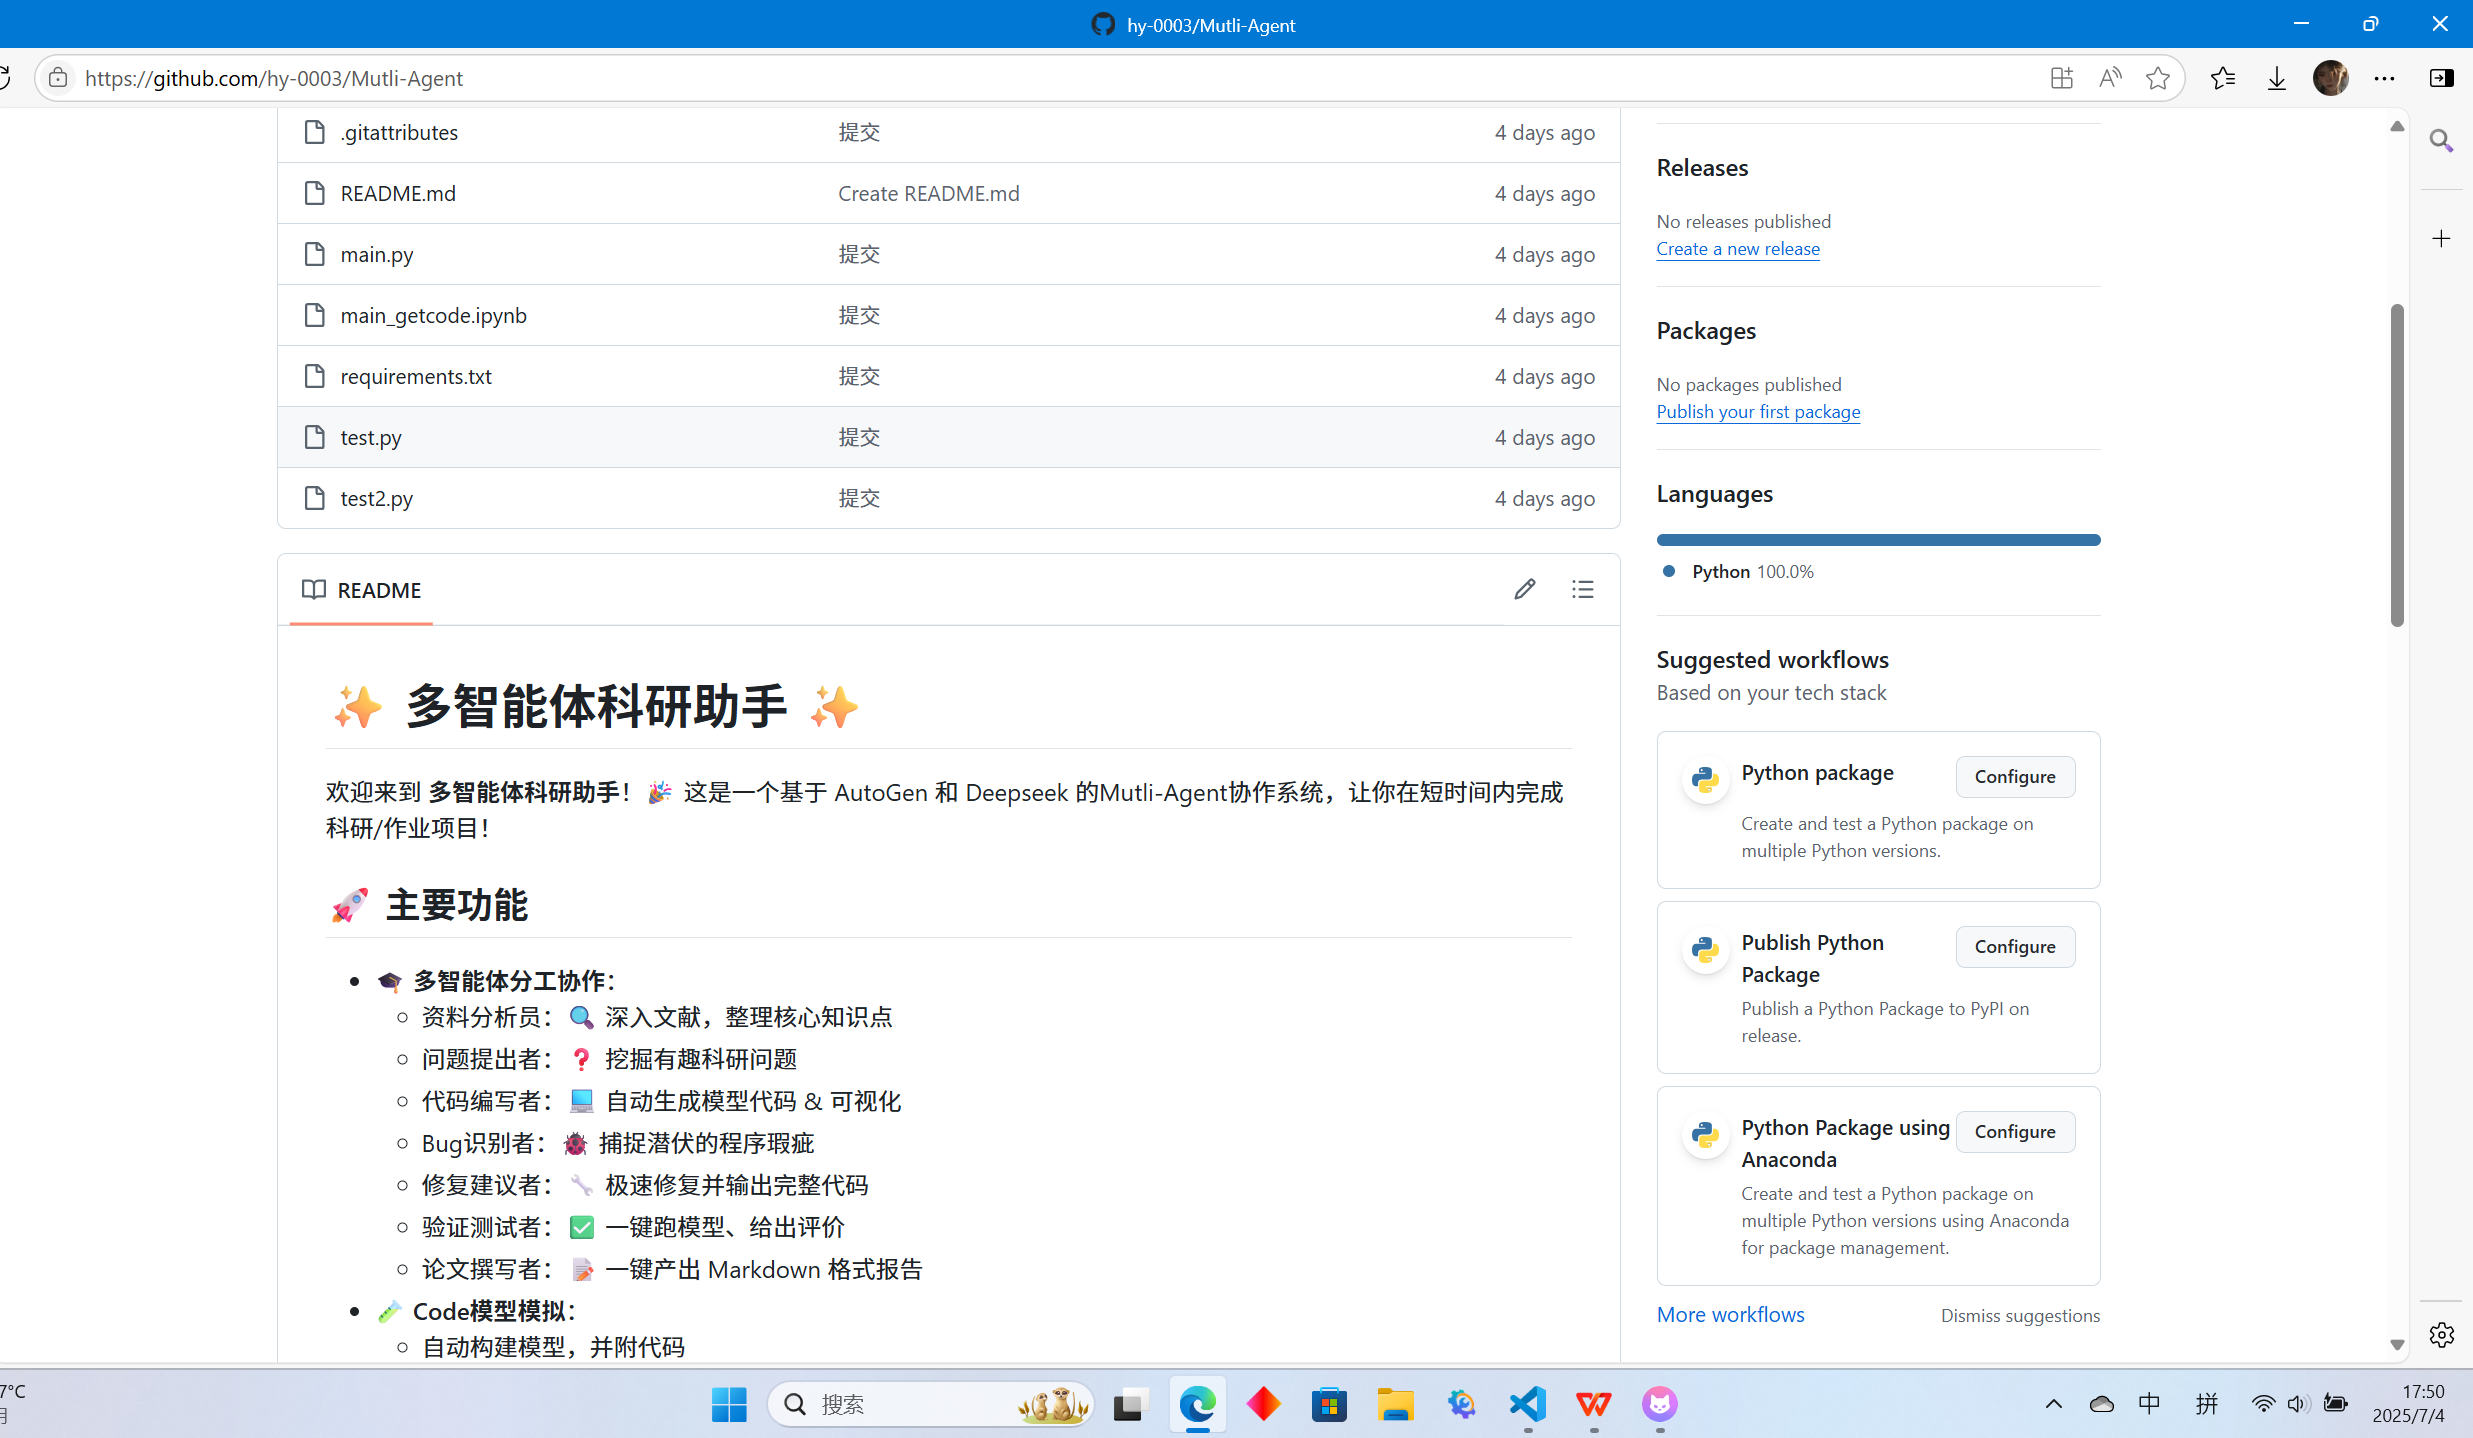 hy-0003/Mutli-Agent
https://github.com/hy-0003/Mutli-Agent
.gitattributes 提交 4 days ago
README.md Create README.md 4 days ago
main.py 提交 4 days ago
main_getcode.ipynb 提交 4 days ago
requirements.txt 提交 4 days ago
test.py 提交 4 days ago
test2.py 提交 4 days ago
README
✨ 多智能体科研助手 ✨
欢迎来到 多智能体科研助手！🎉 这是一个基于 AutoGen 和 Deepseek 的Mutli-Agent协作系统，让你在短时间内完成
科研/作业项目！
🚀 主要功能
🎓 多智能体分工协作：
资料分析员：🔍 深入文献，整理核心知识点
问题提出者：❓ 挖掘有趣科研问题
代码编写者：💻 自动生成模型代码 & 可视化
Bug识别者：🐞 捕捉潜伏的程序瑕疵
修复建议者：🔧 极速修复并输出完整代码
验证测试者：✅ 一键跑模型、给出评价
论文撰写者：📝 一键产出 Markdown 格式报告
🧪 Code模型模拟：
自动构建模型，并附代码
Releases
No releases published
Create a new release
Packages
No packages published
Publish your first package
Languages
Python 100.0%
Suggested workflows
Based on your tech stack
Python package Configure
Create and test a Python package on
multiple Python versions.
Publish Python
Package
Configure
Publish a Python Package to PyPI on
release.
Python Package using
Anaconda
Configure
Create and test a Python package on
multiple Python versions using Anaconda
for package management.
More workflows Dismiss suggestions
7°C
搜索
中
拼
17:50
2025/7/4